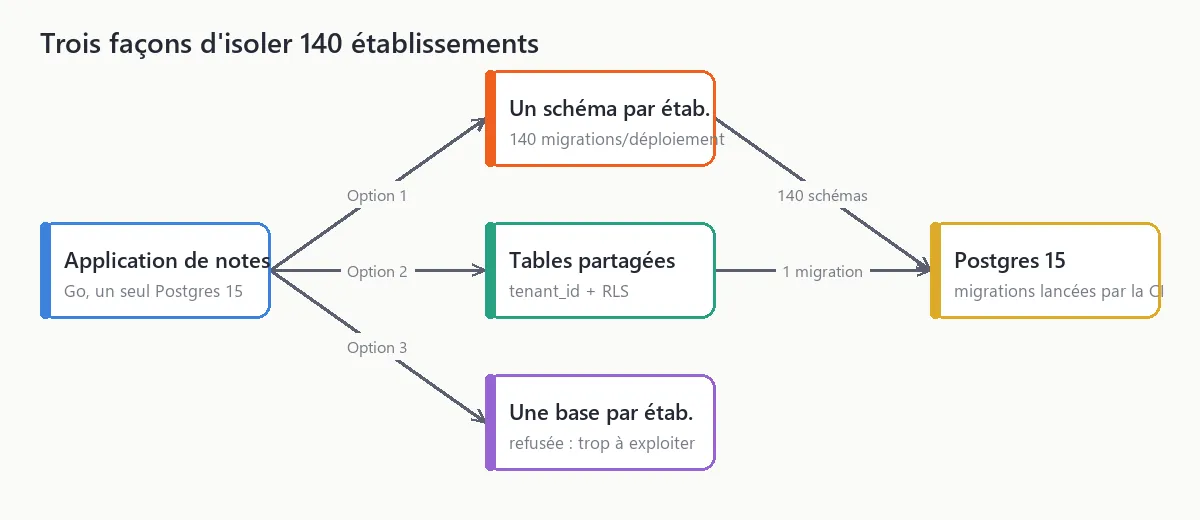 Trois façons d'isoler 140 établissements
Un schéma par étab.
140 migrations/déploiement
Option 1
140 schémas
Application de notes
Go, un seul Postgres 15
Option 2
Tables partagées
tenant_id + RLS
1 migration
Postgres 15
migrations lancées par la CI
Option 3
Une base par étab.
refusée : trop à exploiter